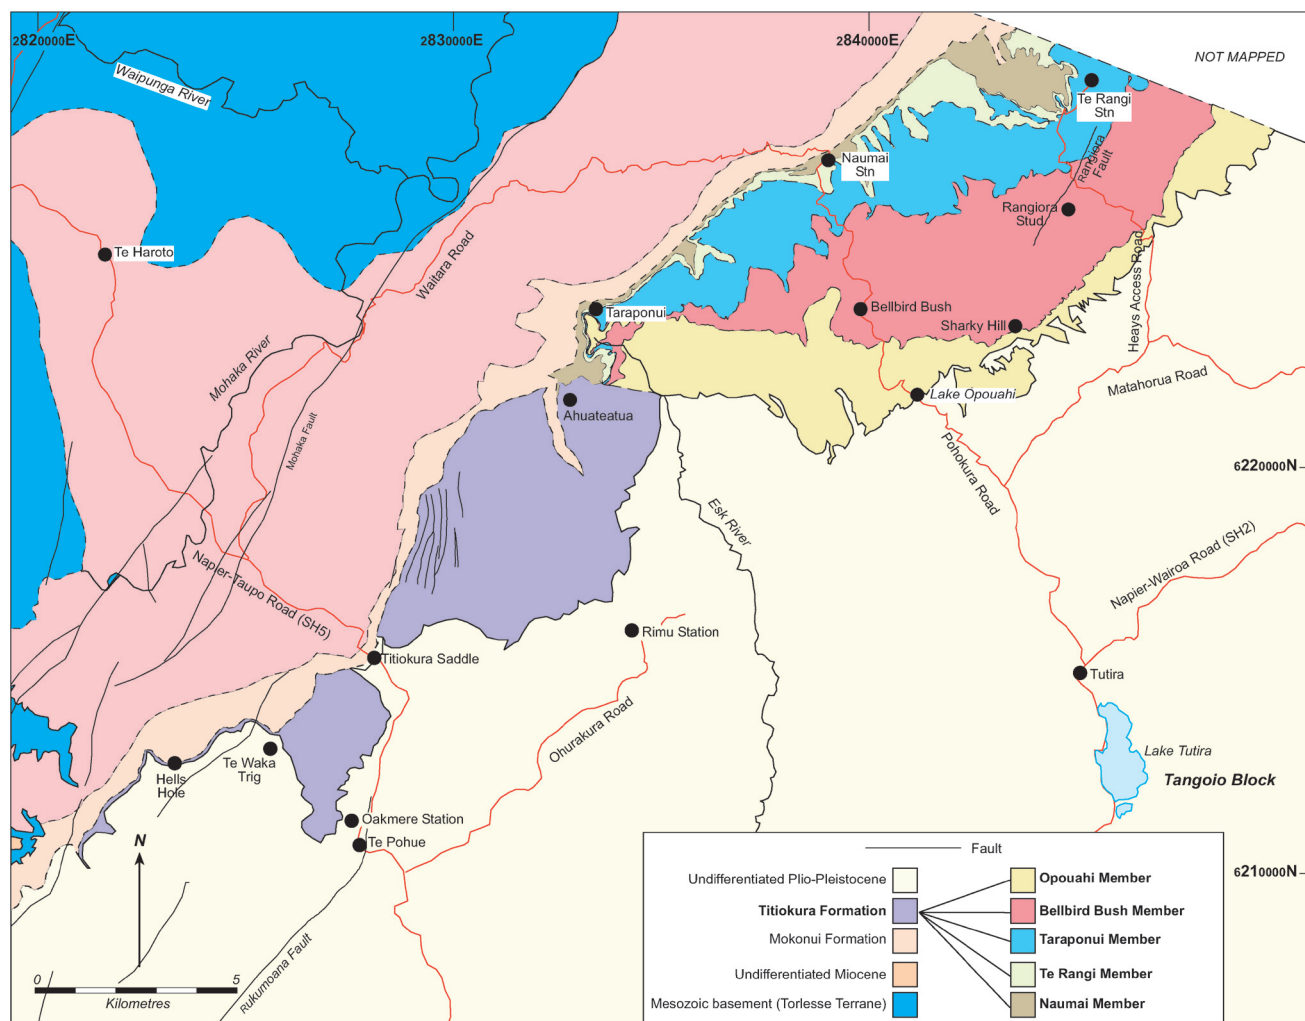 2820000E
2830000E
2840000E
NOT MAPPED
Waipunga River
Te Rangi
Stn
Naumai
Stn
Rangiora
Fault
Rangiora
Stud
Te Haroto
Waitara Road
Heays Access Road
Taraponui
Bellbird Bush
Sharky Hill
Mohaka River
Matahorua Road
Lake Opouahi
Ahuateatua
Mohaka Fault
Pohokura Road
6220000N
Esk River
Napier-Taupo Road (SH5)
Napier-Wairoa Road (SH2)
Rimu Station
Titiokura Saddle
Tutira
Ohurakura Road
Lake Tutira
Te Waka
Trig
Hells
Hole
Tangoio Block
Oakmere Station
Te Pohue
N
Fault
Undifferentiated Plio-Pleistocene
Opouahi Member
6210000N
Titiokura Formation
Bellbird Bush Member
Mokonui Formation
Taraponui Member
Undifferentiated Miocene
Te Rangi Member
Mesozoic basement (Torlesse Terrane)
Naumai Member
Rukumoana Fault
0
5
Kilometres